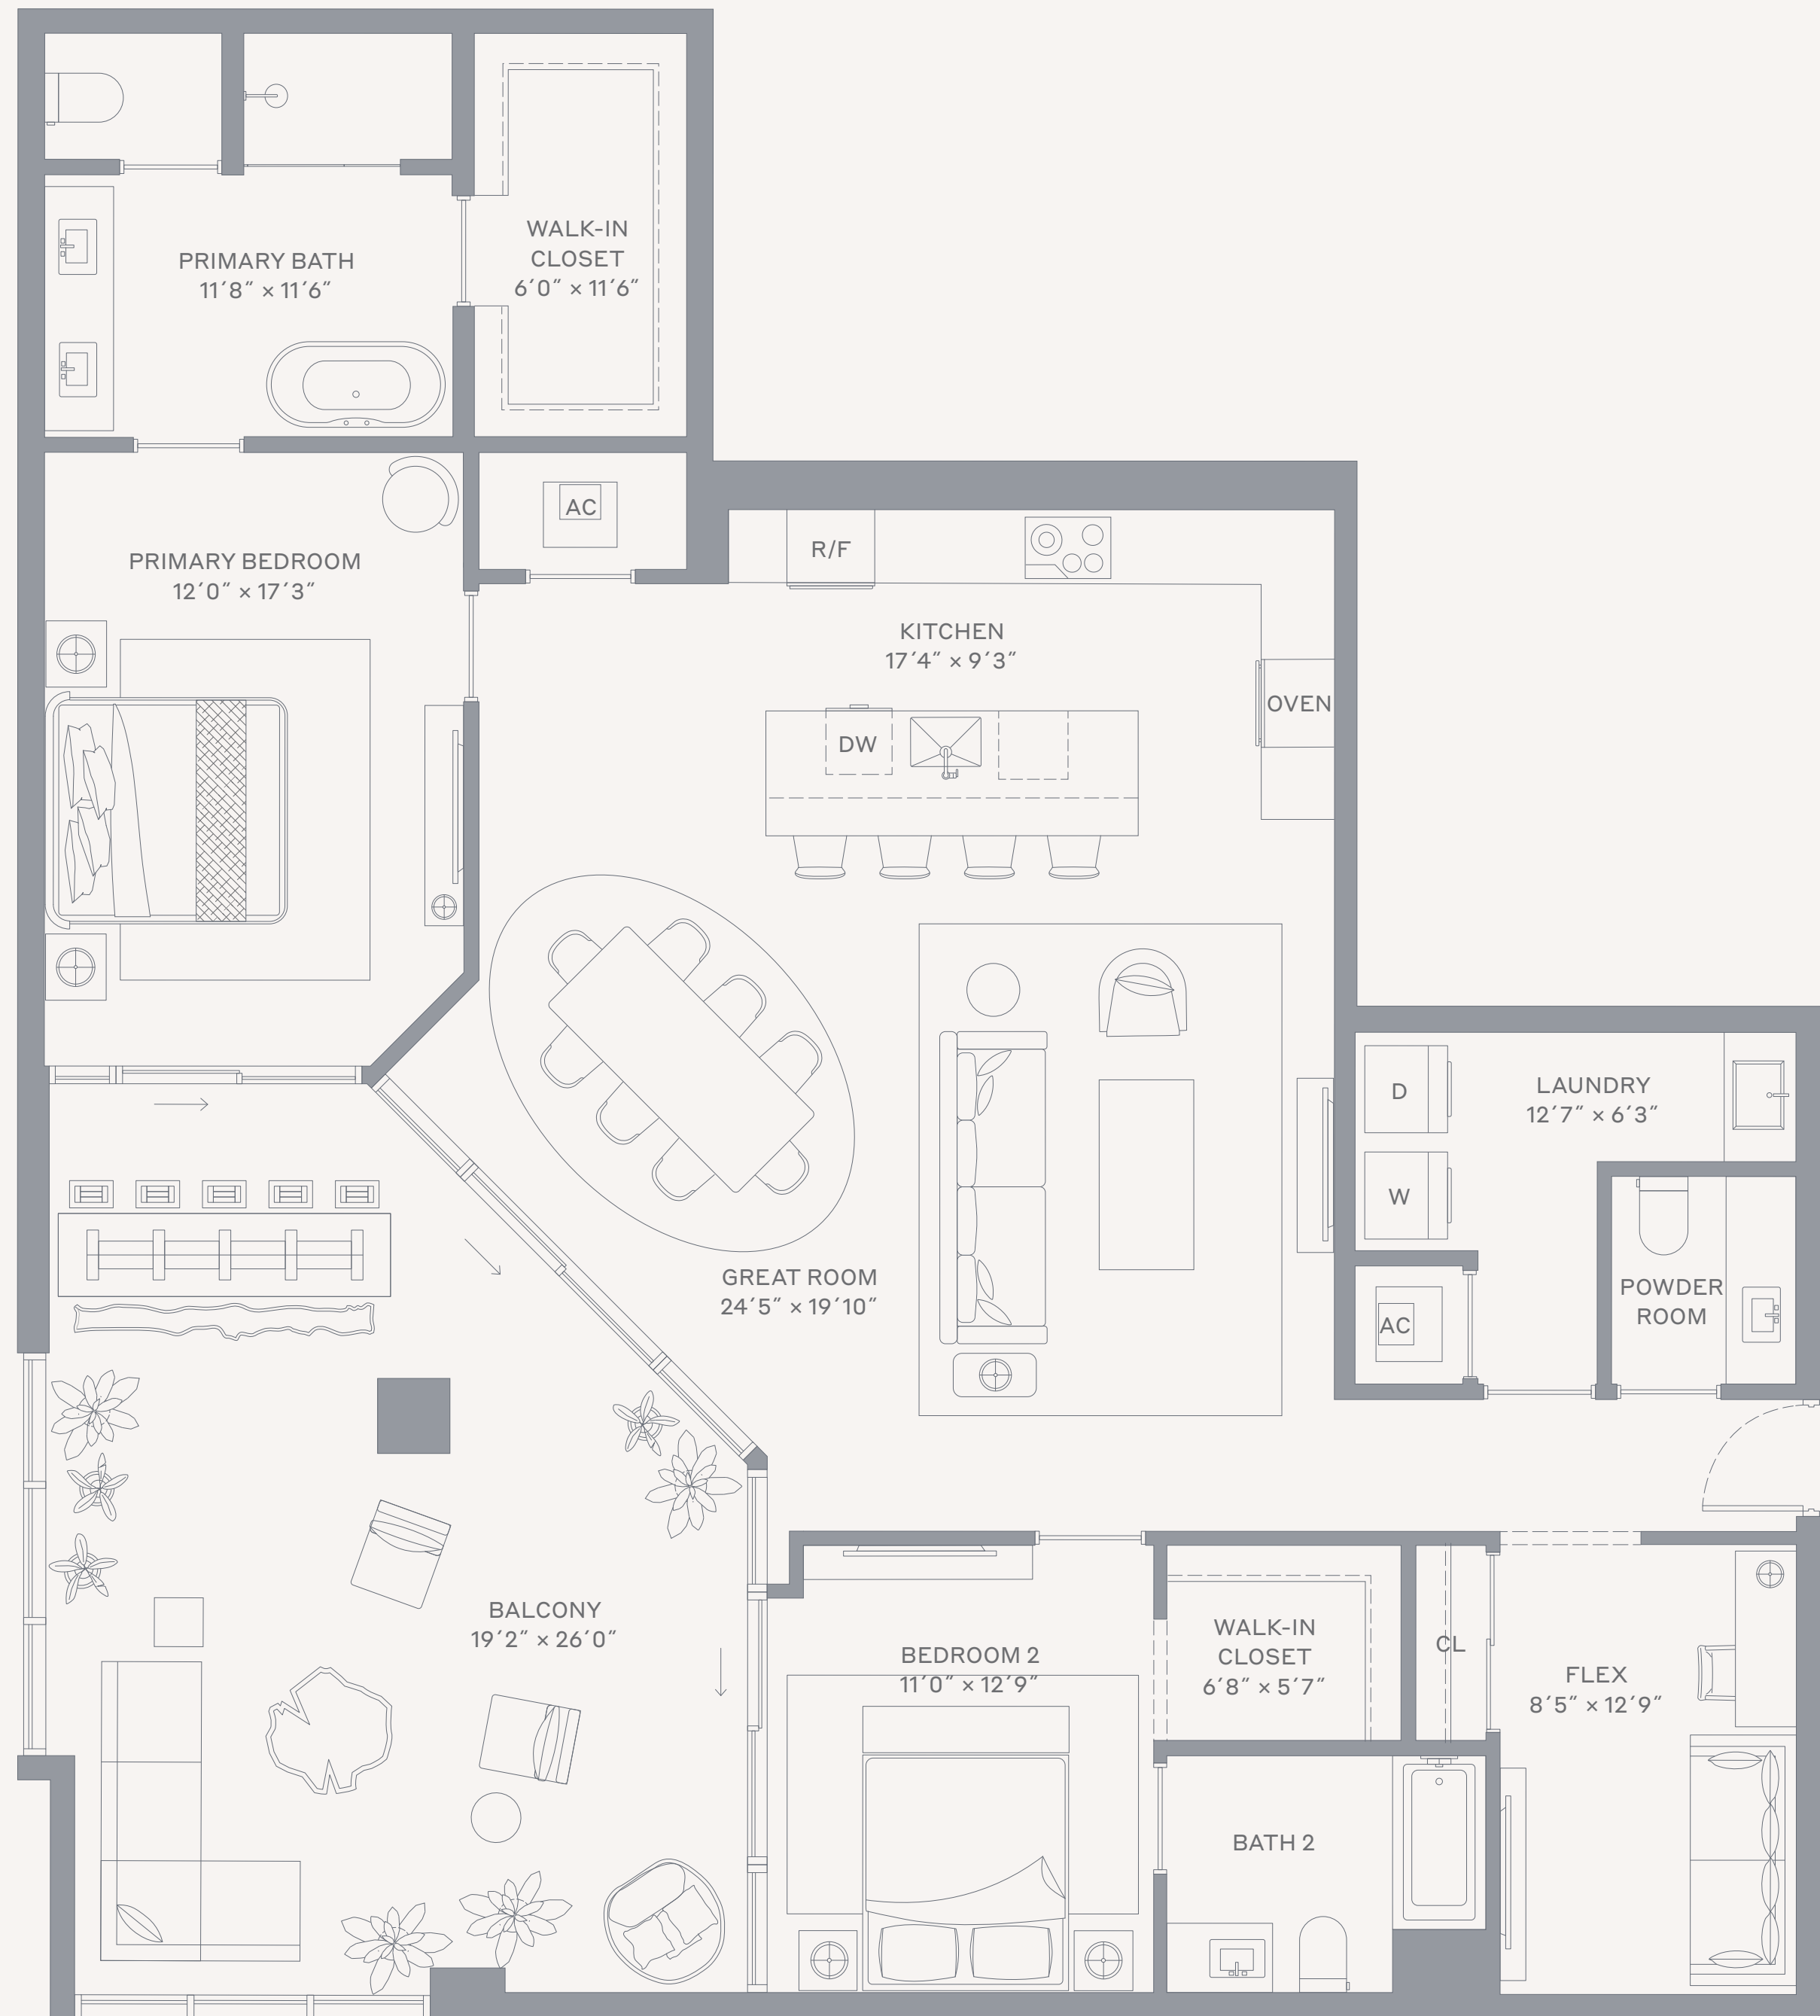 WALK-IN
CLOSET
6´0˝ × 11´6˝
PRIMARY BATH
11´8˝ × 11´6˝
AC
R/F
PRIMARY BEDROOM
12´0˝ × 17´3˝
KITCHEN
17´4˝ × 9´3˝
OVEN
DW
D
LAUNDRY
12´7˝ × 6´3˝
W
GREAT ROOM
24´5˝ × 19´10˝
POWDER
ROOM
AC
BALCONY
19´2˝ × 26´0˝
BEDROOM 2
11´0˝ × 12´9˝
WALK-IN
CLOSET
6´8˝ × 5´7˝
CL
FLEX
8´5˝ × 12´9˝
BATH 2